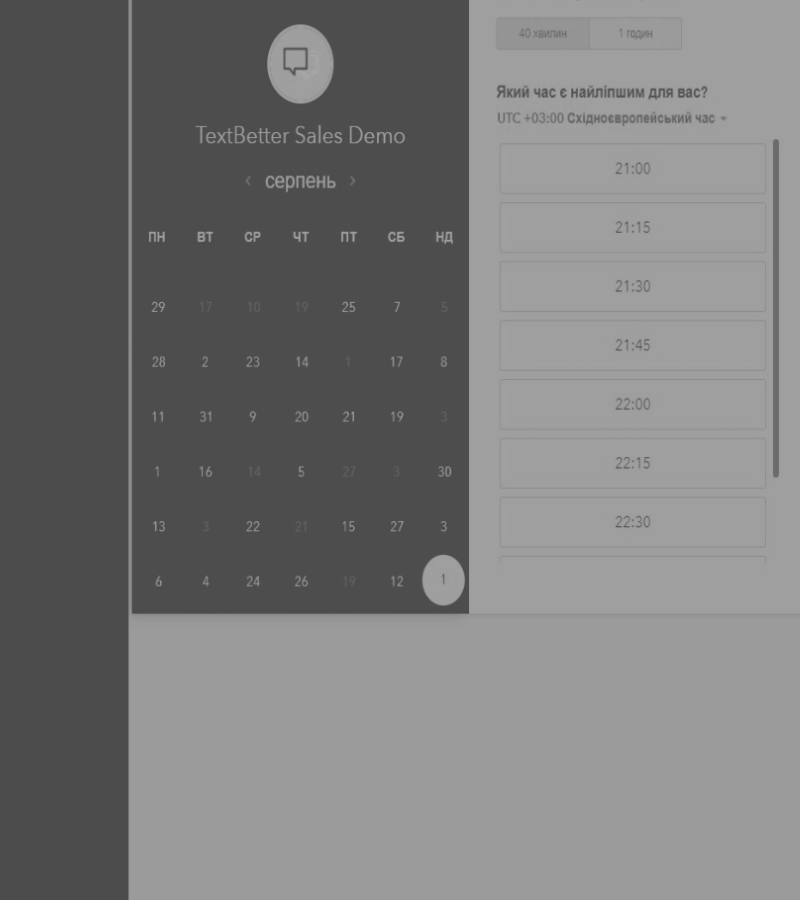 TextBetter Sales Demo
‹ серпень ›
ПН ВТ СР ЧТ ПТ СБ НД
29 17 10 19 25 7 5
28 2 23 14 1 17 8
11 31 9 20 21 19 3
1 16 14 5 27 3 30
13 3 22 21 15 27 3
6 4 24 26 19 12 1
40 хвилин 1 годин
Який час є найліпшим для вас?
UTC +03:00 Східноєвропейський час
21:00
21:15
21:30
21:45
22:00
22:15
22:30